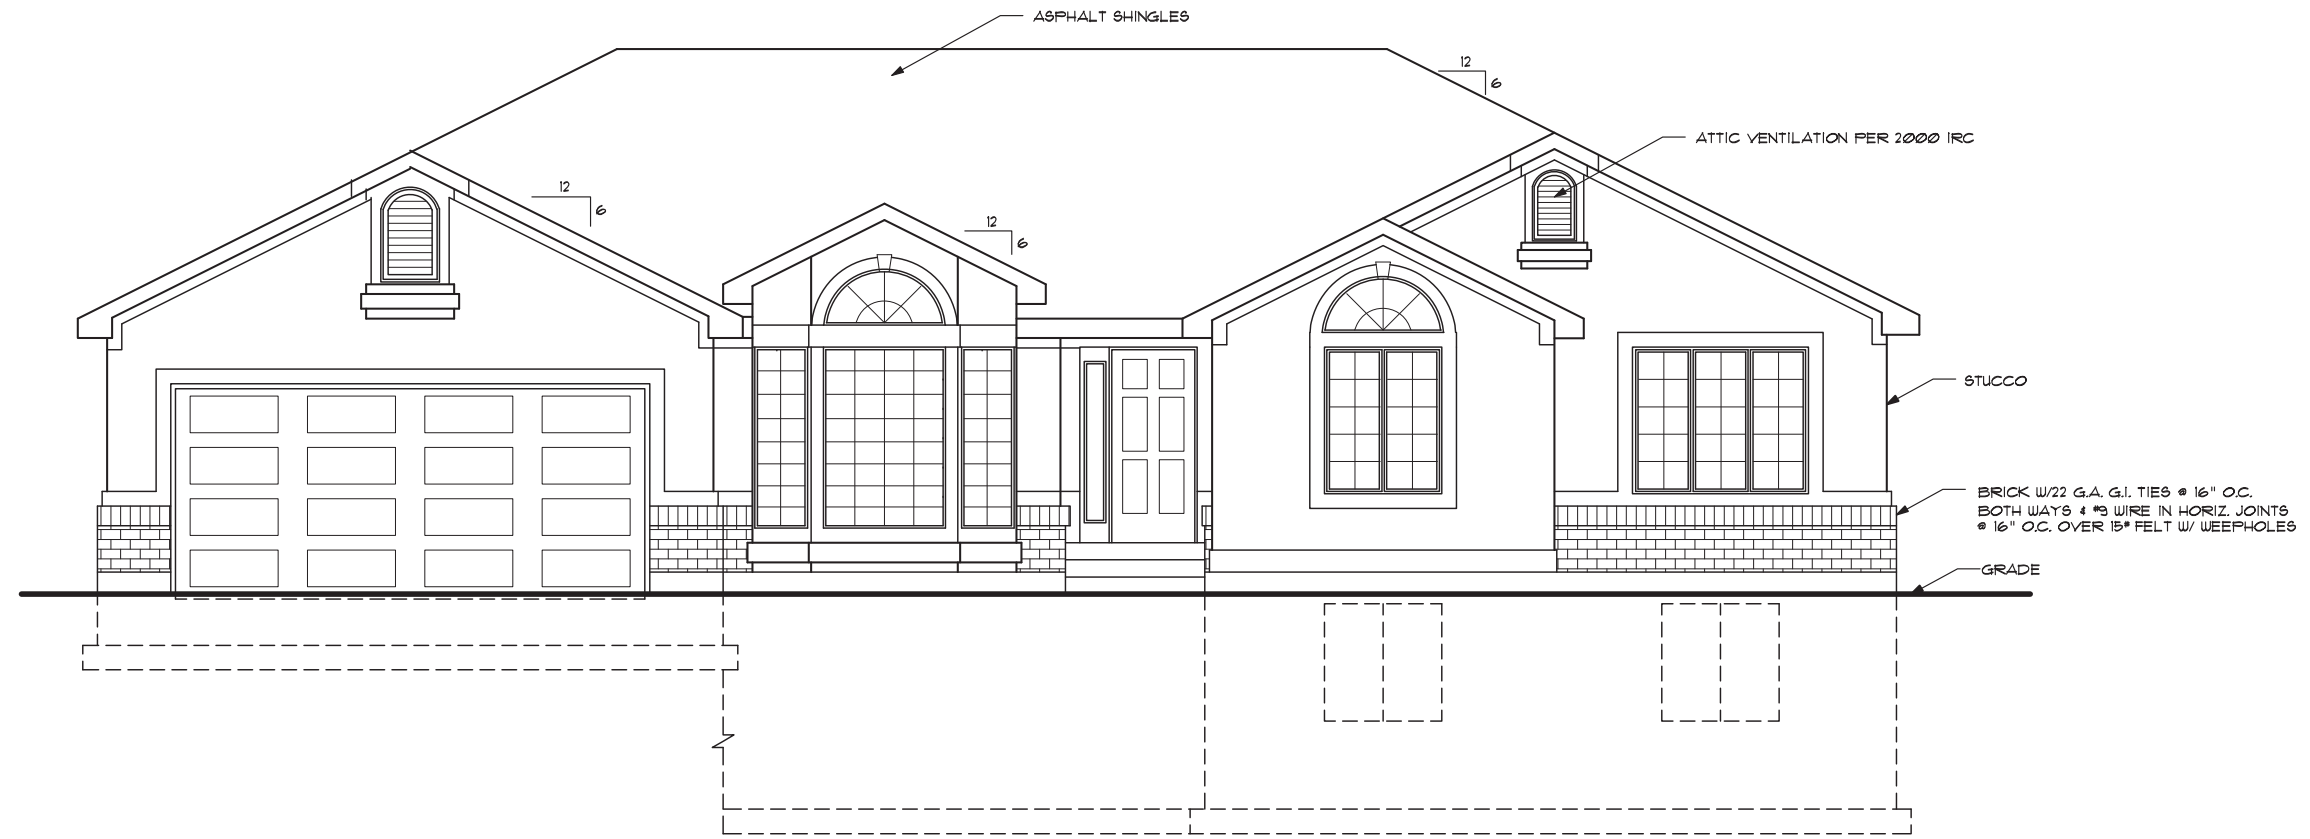 ASPHALT SHINGLES
12
6
ATTIC VENTILATION PER 2000 IRC
12
6
12
6
STUCCO
BRICK W/22 G.A. G.I. TIES @ 16" O.C.
BOTH WAYS & #9 WIRE IN HORIZ. JOINTS
@ 16" O.C. OVER 15# FELT W/ WEEPHOLES
GRADE